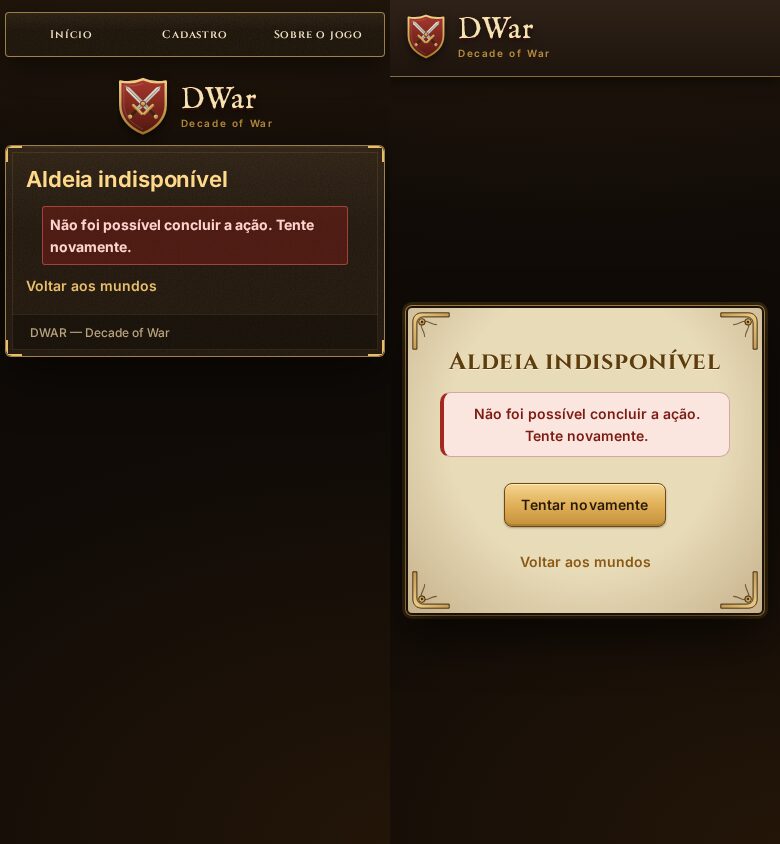 Início Cadastro Sobre o jogo
DWar
Decade of War
Aldeia indisponível
Não foi possível concluir a ação. Tente
novamente.
Voltar aos mundos
DWAR — Decade of War
DWar
Decade of War
Aldeia indisponível
Não foi possível concluir a ação.
Tente novamente.
Tentar novamente
Voltar aos mundos